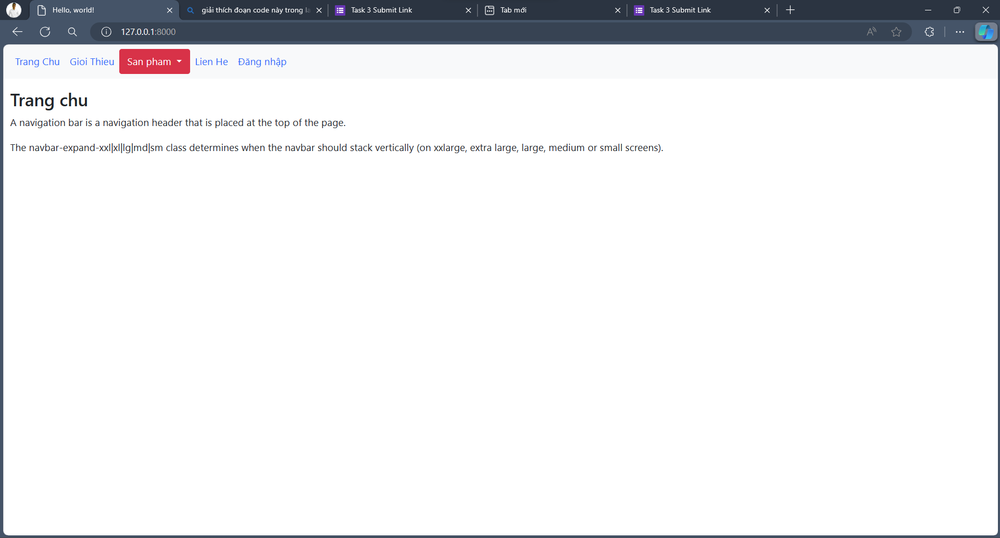 Hello, world!
giải thích đoạn code này trong
Task 3 Submit Link
Tab mới
Task 3 Submit Link
127.0.0.1:8000
Trang Chu
Gioi Thieu
San pham
Lien He
Đăng nhập
Trang chu
A navigation bar is a navigation header that is placed at the top of the page.
The navbar-expand-xxl|xl|lg|md|sm class determines when the navbar should stack vertically (on xxlarge, extra large, large, medium or small screens).